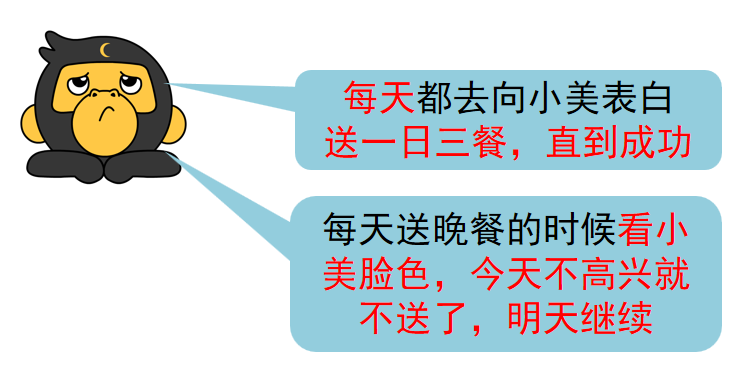 每天都去向小美表白
送一日三餐，直到成功
每天送晚餐的时候看小
美脸色，今天不高兴就
不送了，明天继续